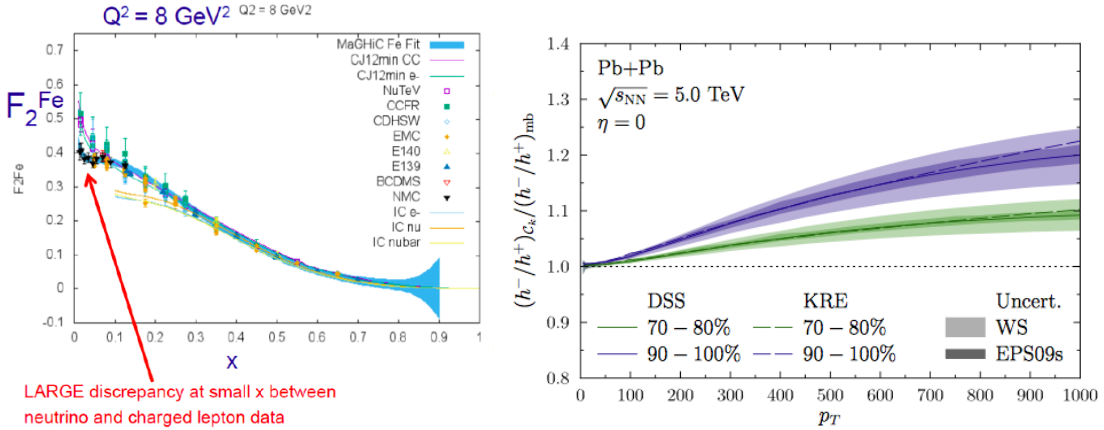 Q² = 8 GeV² Q2 = 8 GeV2
F₂^Fe
F2Fe
0.7
0.6
0.5
0.4
0.3
0.2
0.1
0
-0.1
MaGHiC Fe Fit
CJ12min CC
CJ12min e-
NuTeV
CCFR
CDHSW
EMC
E140
E139
BCDMS
NMC
IC e-
IC nu
IC nubar
0 0.1 0.2 0.3 0.4 0.5 0.6 0.7 0.8 0.9 1
x
LARGE discrepancy at small x between
neutrino and charged lepton data
(h⁻/h⁺)_{C_k}/(h⁻/h⁺)_{mb}
1.4
1.3
1.2
1.1
1.0
0.9
0.8
Pb+Pb
√s_NN = 5.0 TeV
η = 0
DSS KRE Uncert.
70 − 80% 70 − 80% WS
90 − 100% 90 − 100% EPS09s
0 100 200 300 400 500 600 700 800 900 1000
p_T